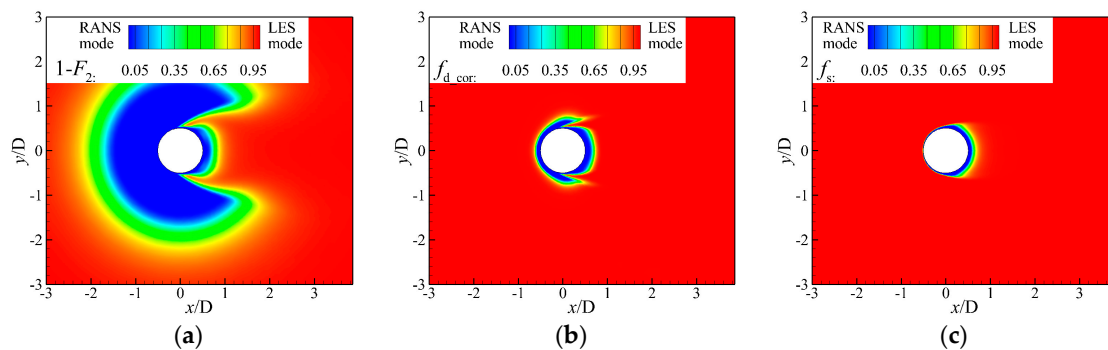 RANS mode LES mode
1-F2:
0.05 0.35 0.65 0.95
3
2
1
0
-1
-2
-3
y/D
-3 -2 -1 0 1 2 3
x/D
(a)
RANS mode LES mode
fd_cor:
0.05 0.35 0.65 0.95
3
2
1
0
-1
-2
-3
y/D
-3 -2 -1 0 1 2 3
x/D
(b)
RANS mode LES mode
fs:
0.05 0.35 0.65 0.95
3
2
1
0
-1
-2
-3
y/D
-3 -2 -1 0 1 2 3
x/D
(c)